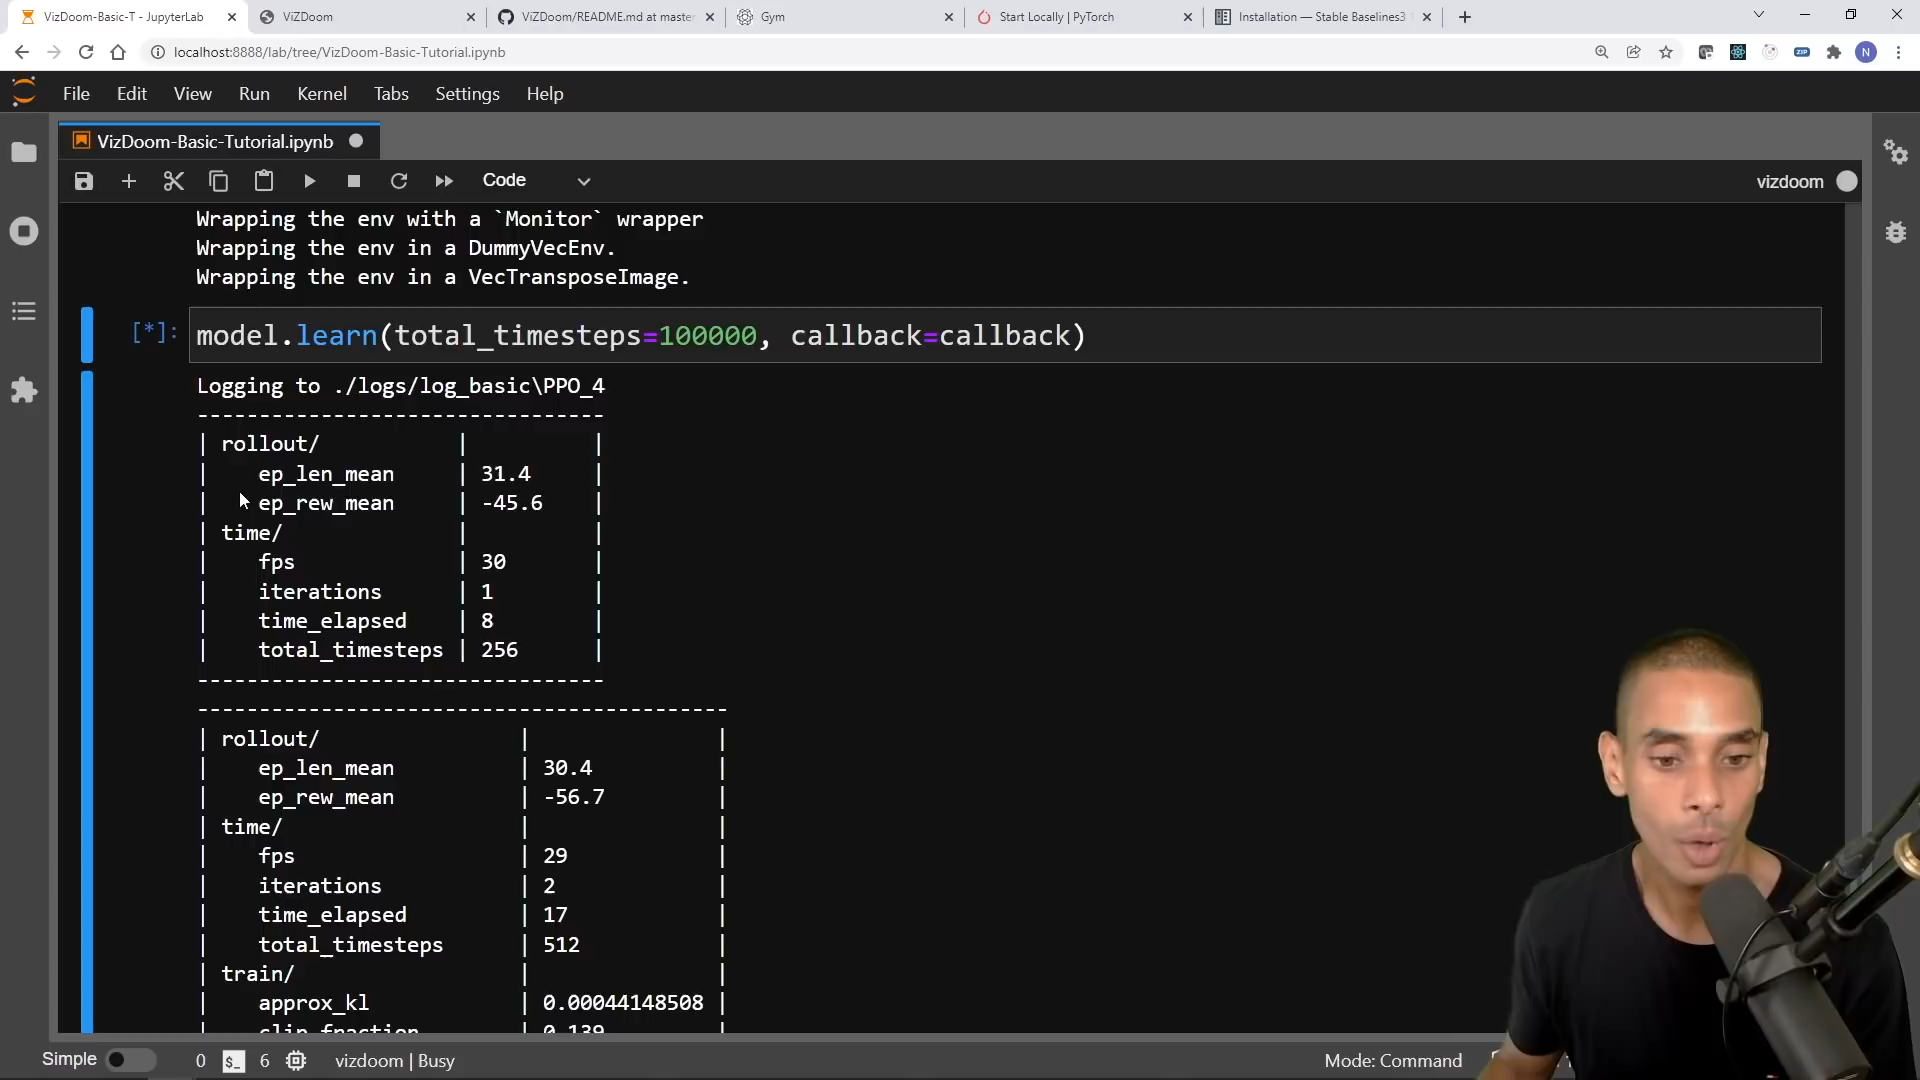 VizDoom-Basic-T - JupyterLab
ViZDoom
ViZDoom/README.md at master
Gym
Start Locally | PyTorch
Installation — Stable Baselines3
localhost:8888/lab/tree/VizDoom-Basic-Tutorial.ipynb
ZIP
N
File Edit View Run Kernel Tabs Settings Help
VizDoom-Basic-Tutorial.ipynb
Code
vizdoom
Wrapping the env with a `Monitor` wrapper
Wrapping the env in a DummyVecEnv.
Wrapping the env in a VecTransposeImage.
[*]: model.learn(total_timesteps=100000, callback=callback)
Logging to ./logs/log_basic\PPO_4
---------------------------------
| rollout/ | |
| ep_len_mean | 31.4 |
| ep_rew_mean | -45.6 |
| time/ | |
| fps | 30 |
| iterations | 1 |
| time_elapsed | 8 |
| total_timesteps | 256 |
---------------------------------
-------------------------------------------
| rollout/ | |
| ep_len_mean | 30.4 |
| ep_rew_mean | -56.7 |
| time/ | |
| fps | 29 |
| iterations | 2 |
| time_elapsed | 17 |
| total_timesteps | 512 |
| train/ | |
| approx_kl | 0.00044148508 |
| clip_fraction | 0.139 |
Simple 0 $_ 6 vizdoom | Busy Mode: Command